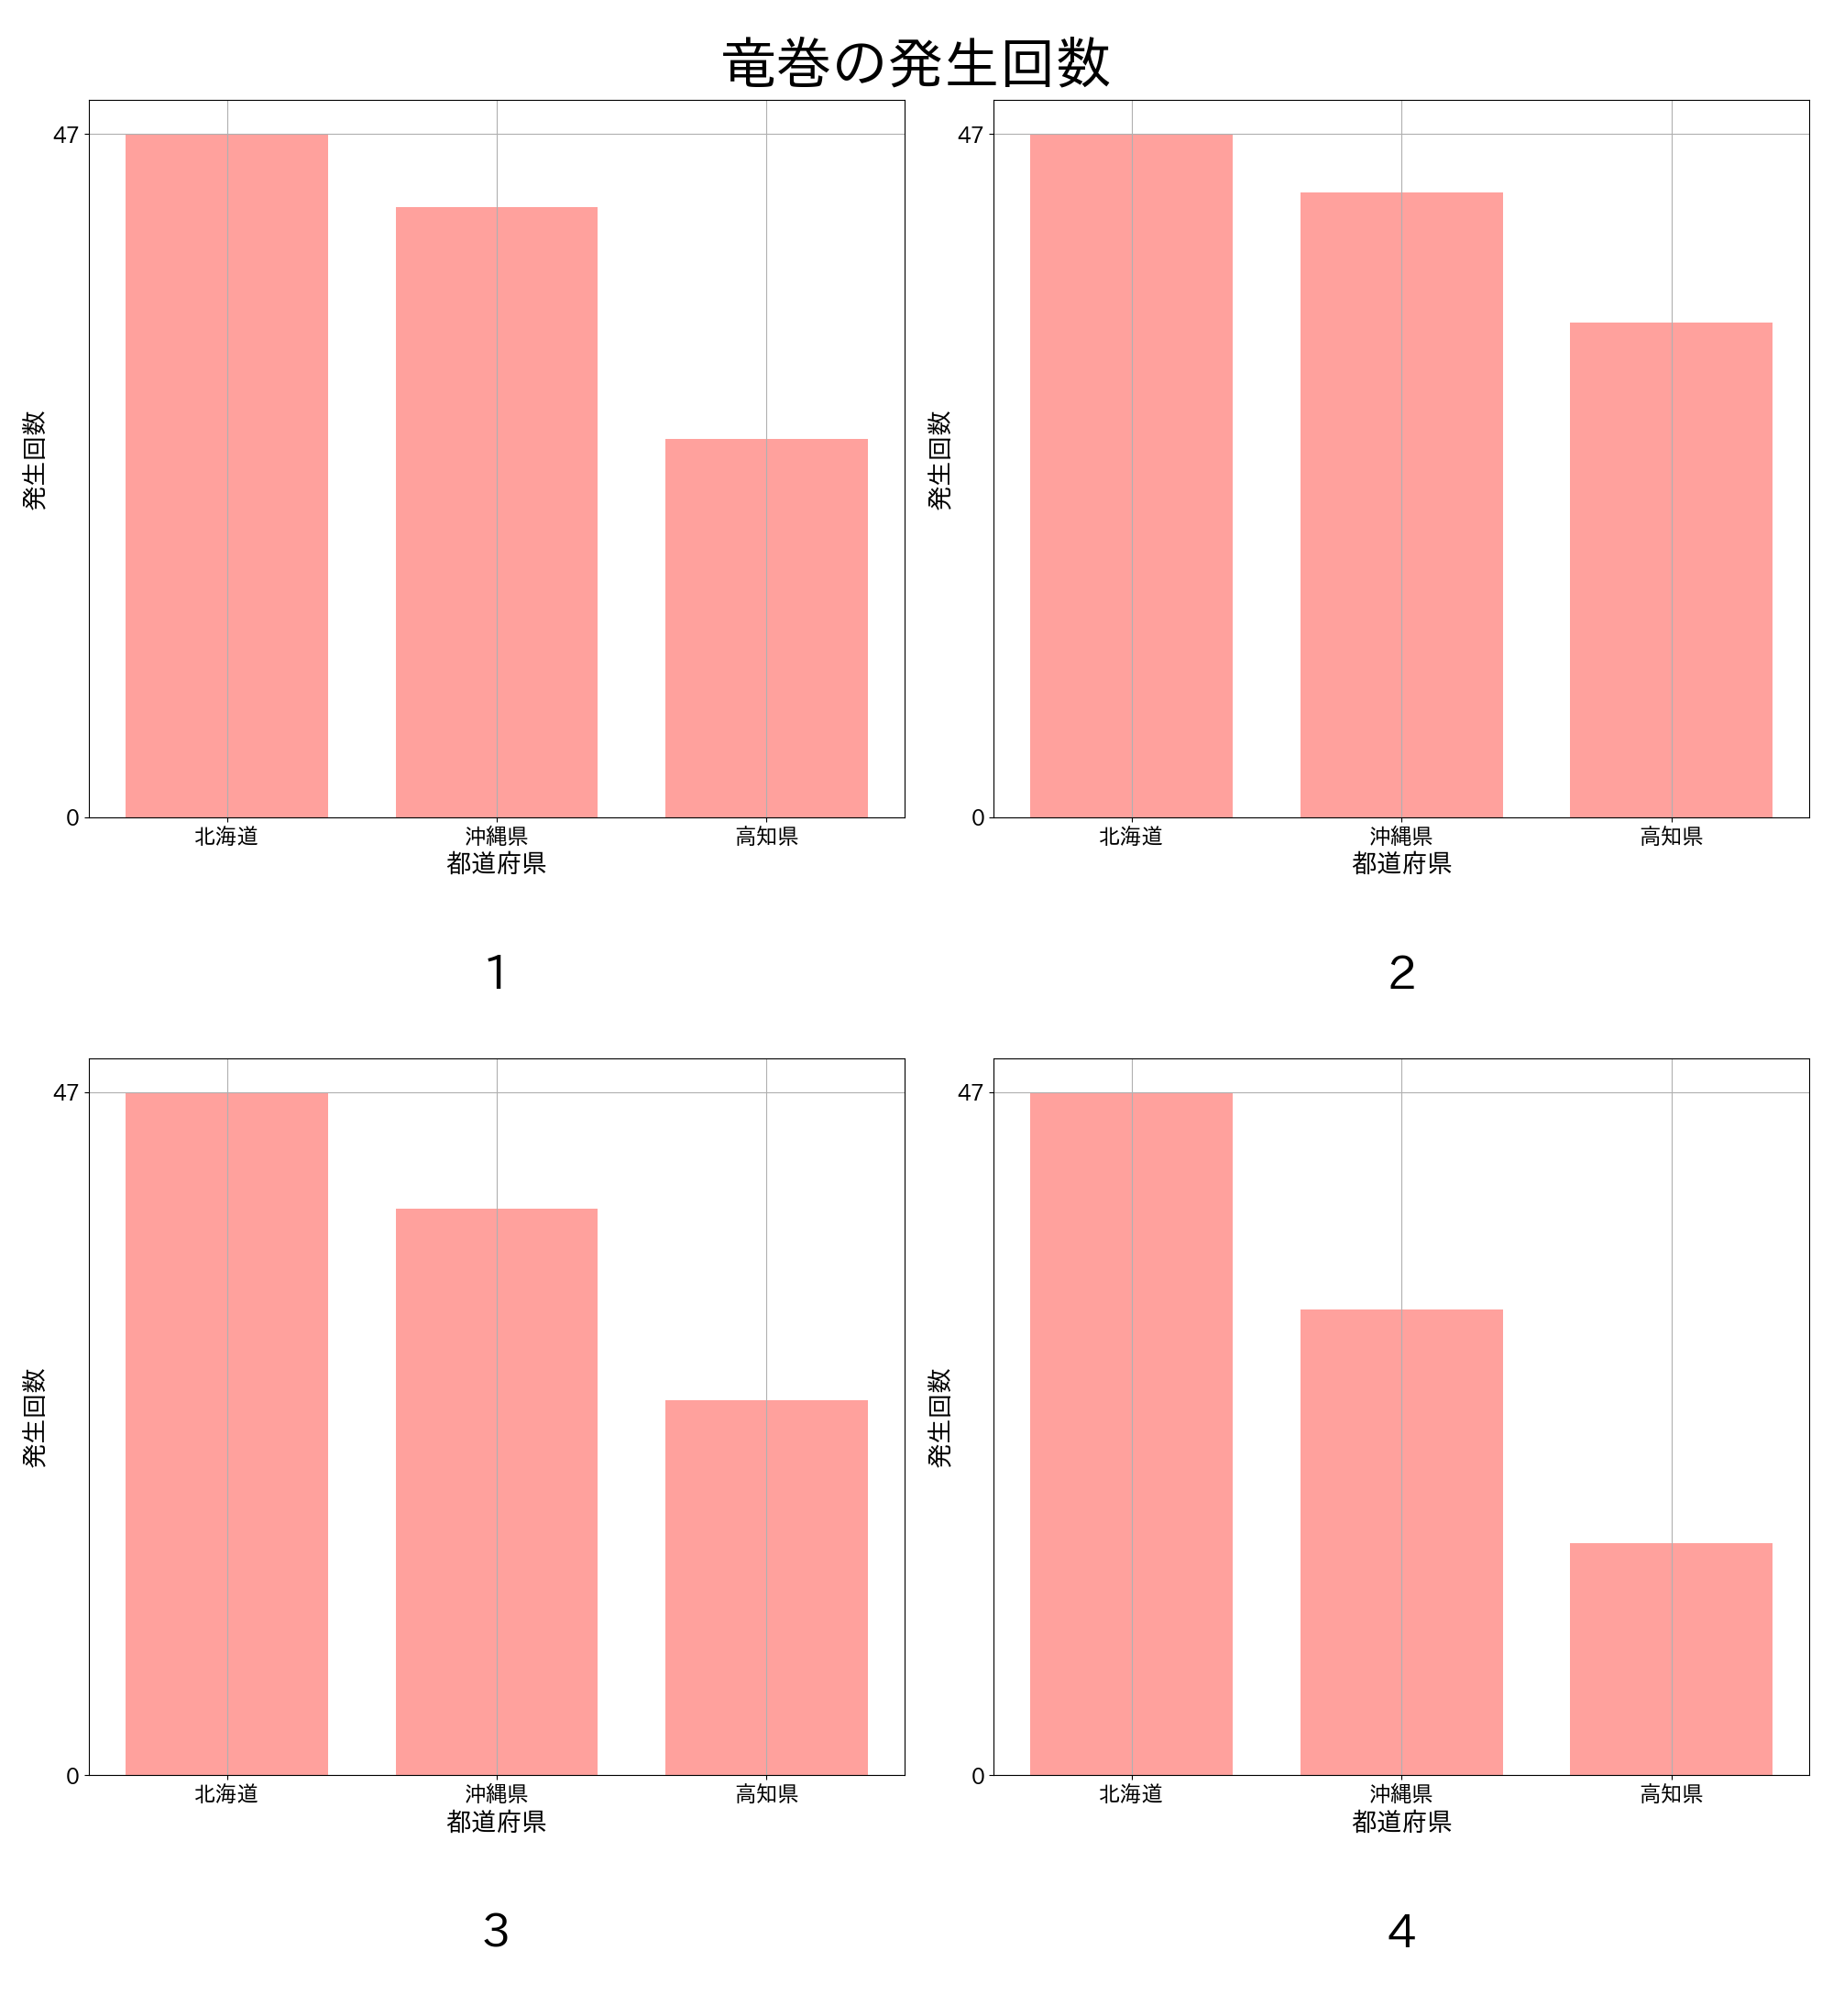 竜巻の発生回数
47
0
発生回数
北海道 沖縄県 高知県
都道府県
1
47
0
発生回数
北海道 沖縄県 高知県
都道府県
2
47
0
発生回数
北海道 沖縄県 高知県
都道府県
3
47
0
発生回数
北海道 沖縄県 高知県
都道府県
4